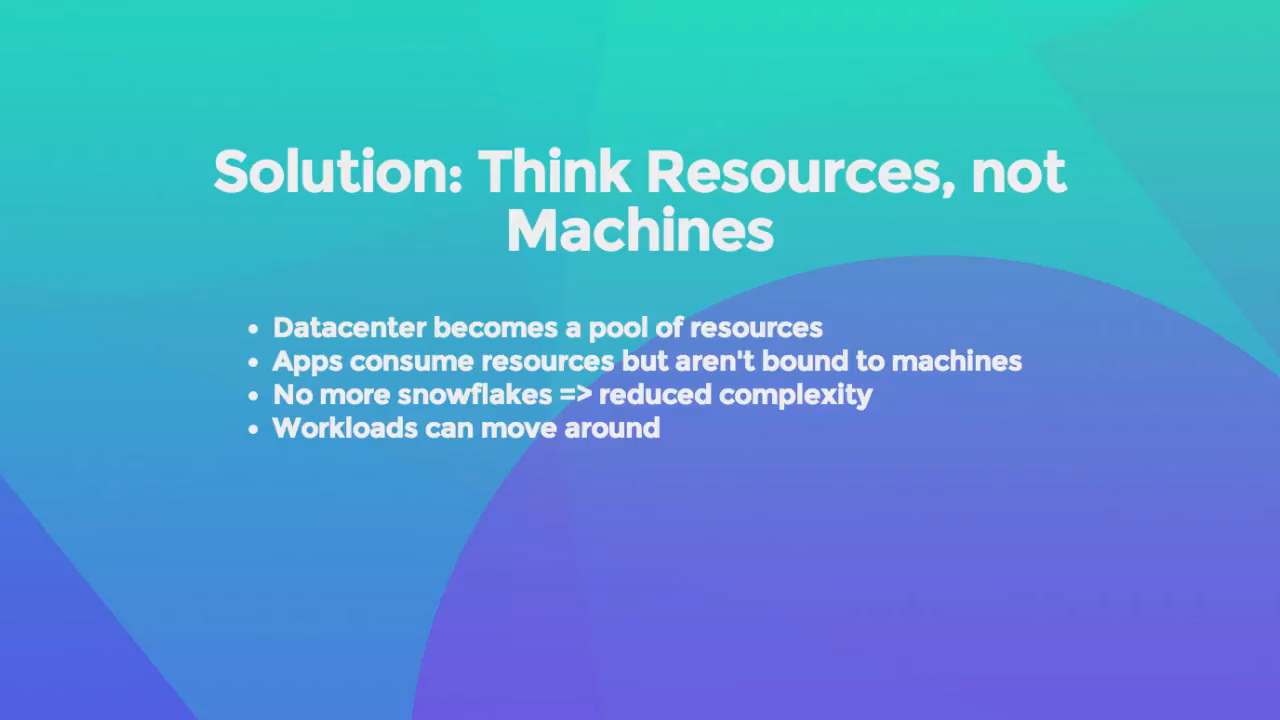 Solution: Think Resources, not
Machines
• Datacenter becomes a pool of resources
• Apps consume resources but aren't bound to machines
• No more snowflakes => reduced complexity
• Workloads can move around